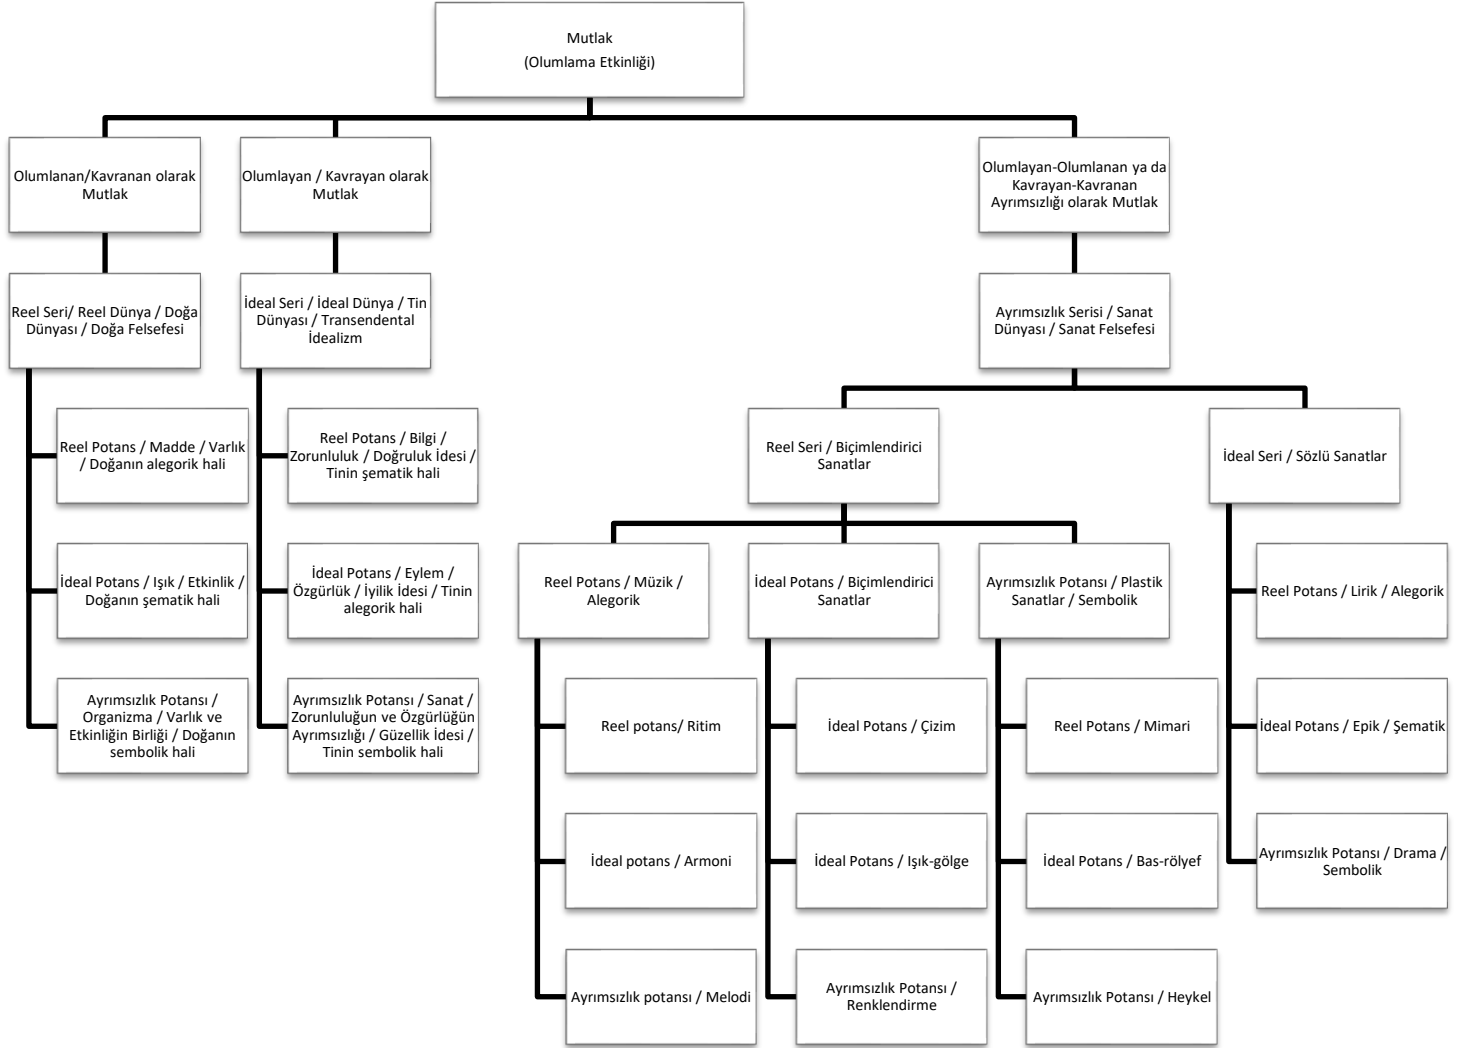 Mutlak
(Olumlama Etkinliği)
Olumlanan/Kavranan olarak
Mutlak
Olumlayan / Kavrayan olarak
Mutlak
Olumlayan-Olumlanan ya da
Kavrayan-Kavranan
Ayrımsızlığı olarak Mutlak
Reel Seri/ Reel Dünya / Doğa
Dünyası / Doğa Felsefesi
İdeal Seri / İdeal Dünya / Tin
Dünyası / Transendental
İdealizm
Ayrımsızlık Serisi / Sanat
Dünyası / Sanat Felsefesi
Reel Potans / Madde / Varlık
/ Doğanın alegorik hali
İdeal Potans / Işık / Etkinlik /
Doğanın şematik hali
Ayrımsızlık Potansı /
Organizma / Varlık ve
Etkinliğin Birliği / Doğanın
sembolik hali
Reel Potans / Bilgi /
Zorunluluk / Doğruluk İdesi /
Tinin şematik hali
İdeal Potans / Eylem /
Özgürlük / İyilik İdesi / Tinin
alegorik hali
Ayrımsızlık Potansı / Sanat /
Zorunluluğun ve Özgürlüğün
Ayrımsızlığı / Güzellik İdesi /
Tinin sembolik hali
Reel Seri / Biçimlendirici
Sanatlar
İdeal Seri / Sözlü Sanatlar
Reel Potans / Müzik /
Alegorik
İdeal Potans / Biçimlendirici
Sanatlar
Ayrımsızlık Potansı / Plastik
Sanatlar / Sembolik
Reel potans/ Ritim
İdeal potans / Armoni
Ayrımsızlık potansı / Melodi
İdeal Potans / Çizim
İdeal Potans / Işık-gölge
Ayrımsızlık Potansı /
Renklendirme
Reel Potans / Mimari
İdeal Potans / Bas-rölyef
Ayrımsızlık Potansı / Heykel
Reel Potans / Lirik / Alegorik
İdeal Potans / Epik / Şematik
Ayrımsızlık Potansı / Drama /
Sembolik